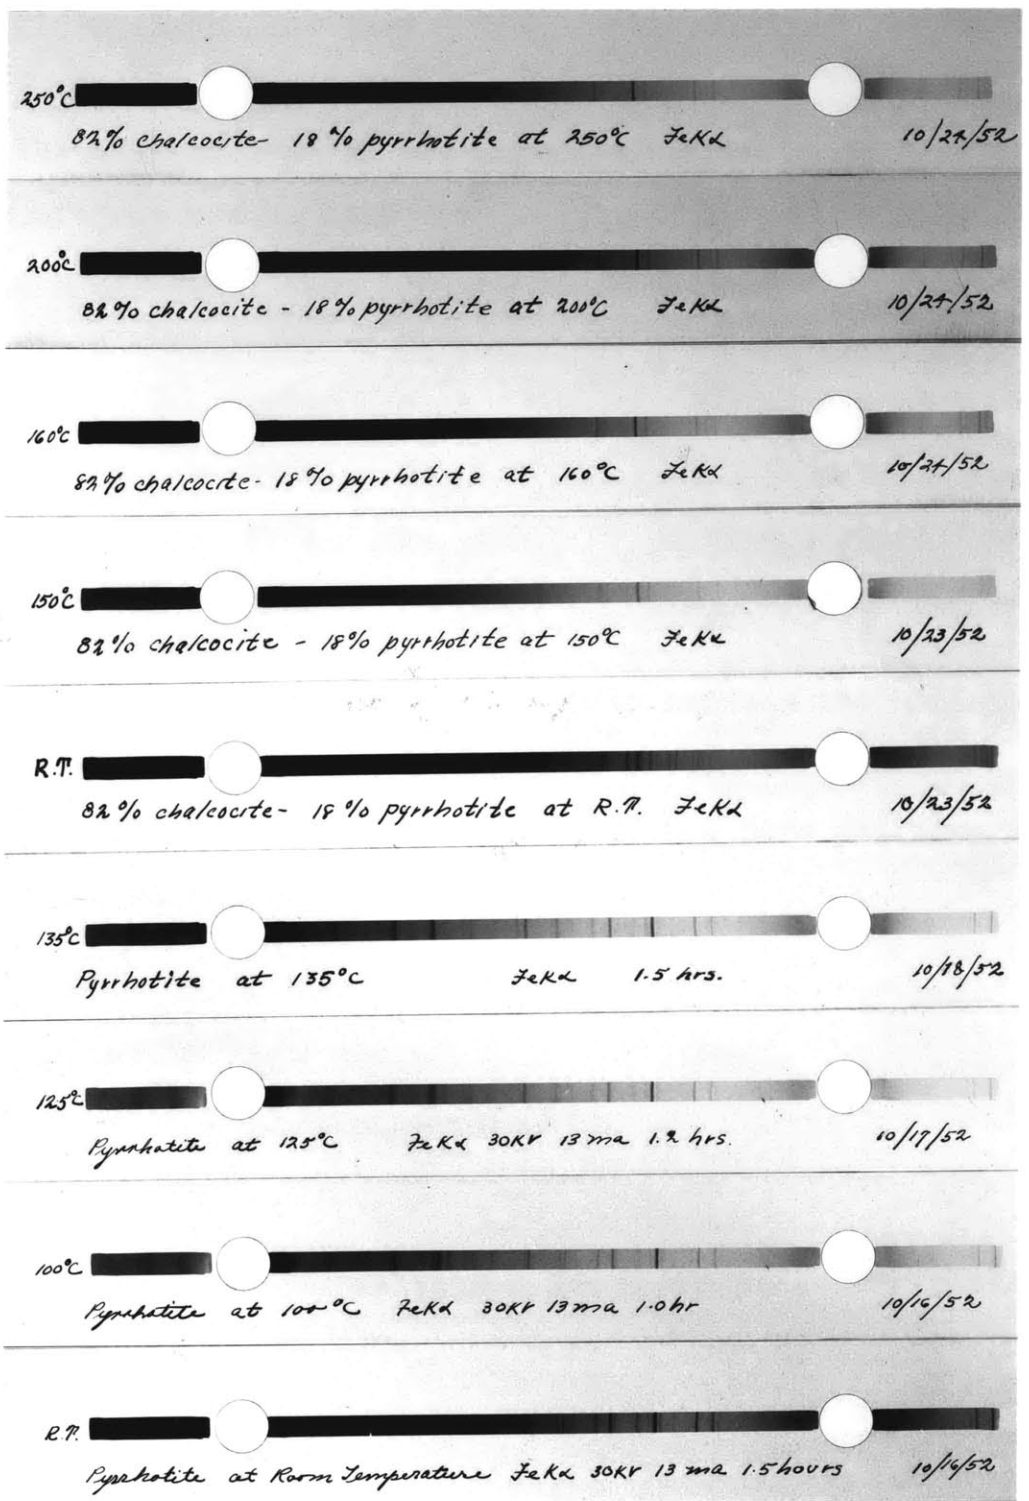 250°C
82% chalcocite- 18% pyrrhotite at 250°C FeKα 10/24/52
200°C
82% chalcocite - 18% pyrrhotite at 200°C FeKα 10/24/52
160°C
82% chalcocite- 18% pyrrhotite at 160°C FeKα 10/24/52
150°C
82% chalcocite - 18% pyrrhotite at 150°C FeKα 10/23/52
R.T.
82% chalcocite- 18% pyrrhotite at R.T. FeKα 10/23/52
135°C
Pyrrhotite at 135°C FeKα 1.5 hrs. 10/18/52
125°C
Pyrrhotite at 125°C FeKα 30KV 13 ma 1.2 hrs. 10/17/52
100°C
Pyrrhotite at 100°C FeKα 30KV 13 ma 1.0 hr 10/16/52
R.T.
Pyrrhotite at Room Temperature FeKα 30KV 13 ma 1.5 hours 10/16/52